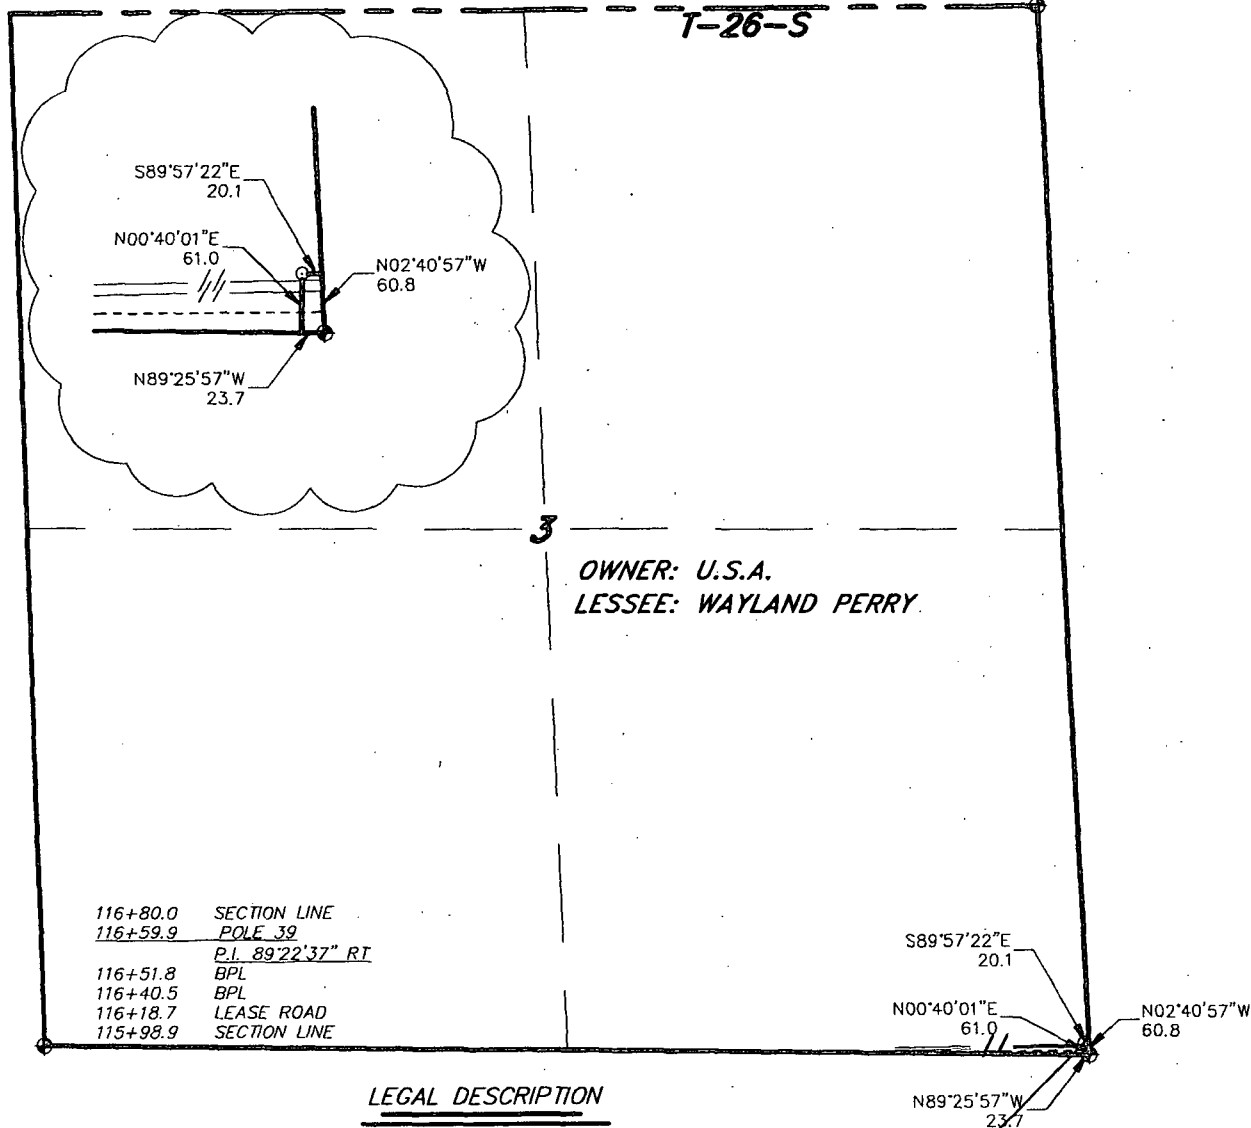 T-26-S
S89°57'22"E
20.1
N00°40'01"E
61.0
N02°40'57"W
60.8
N89°25'57"W
23.7
3
OWNER: U.S.A.
LESSEE: WAYLAND PERRY
116+80.0 SECTION LINE
116+59.9 POLE 39
P.I. 89°22'37" RT
116+51.8 BPL
116+40.5 BPL
116+18.7 LEASE ROAD
115+98.9 SECTION LINE
S89°57'22"E
20.1
N00°40'01"E
61.0
N02°40'57"W
60.8
N89°25'57"W
23.7
LEGAL DESCRIPTION